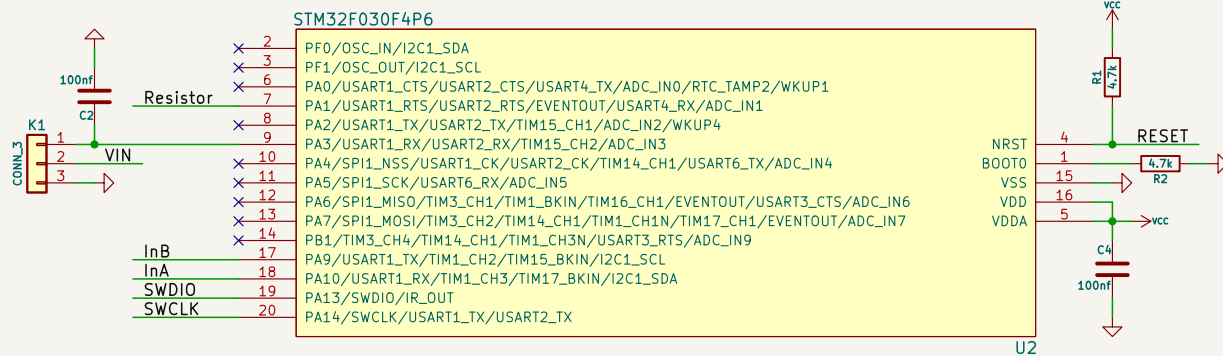 STM32F030F4P6
VCC
2 PF0/OSC_IN/I2C1_SDA
3 PF1/OSC_OUT/I2C1_SCL
100nf
C2
6 PA0/USART1_CTS/USART2_CTS/USART4_TX/ADC_IN0/RTC_TAMP2/WKUP1
R1
4.7k
Resistor 7 PA1/USART1_RTS/USART2_RTS/EVENTOUT/USART4_RX/ADC_IN1
8 PA2/USART1_TX/USART2_TX/TIM15_CH1/ADC_IN2/WKUP4
K1
CONN_3
1 9 PA3/USART1_RX/USART2_RX/TIM15_CH2/ADC_IN3
NRST 4 RESET
2 VIN 10 PA4/SPI1_NSS/USART1_CK/USART2_CK/TIM14_CH1/USART6_TX/ADC_IN4
BOOT0 1 4.7k
R2
3 11 PA5/SPI1_SCK/USART6_RX/ADC_IN5
VSS 15
12 PA6/SPI1_MISO/TIM3_CH1/TIM1_BKIN/TIM16_CH1/EVENTOUT/USART3_CTS/ADC_IN6
VDD 16
13 PA7/SPI1_MOSI/TIM3_CH2/TIM14_CH1/TIM1_CH1N/TIM17_CH1/EVENTOUT/ADC_IN7
VDDA 5 VCC
14 PB1/TIM3_CH4/TIM14_CH1/TIM1_CH3N/USART3_RTS/ADC_IN9
InB 17 PA9/USART1_TX/TIM1_CH2/TIM15_BKIN/I2C1_SCL
C4
100nf
InA 18 PA10/USART1_RX/TIM1_CH3/TIM17_BKIN/I2C1_SDA
SWDIO 19 PA13/SWDIO/IR_OUT
SWCLK 20 PA14/SWCLK/USART1_TX/USART2_TX
U2